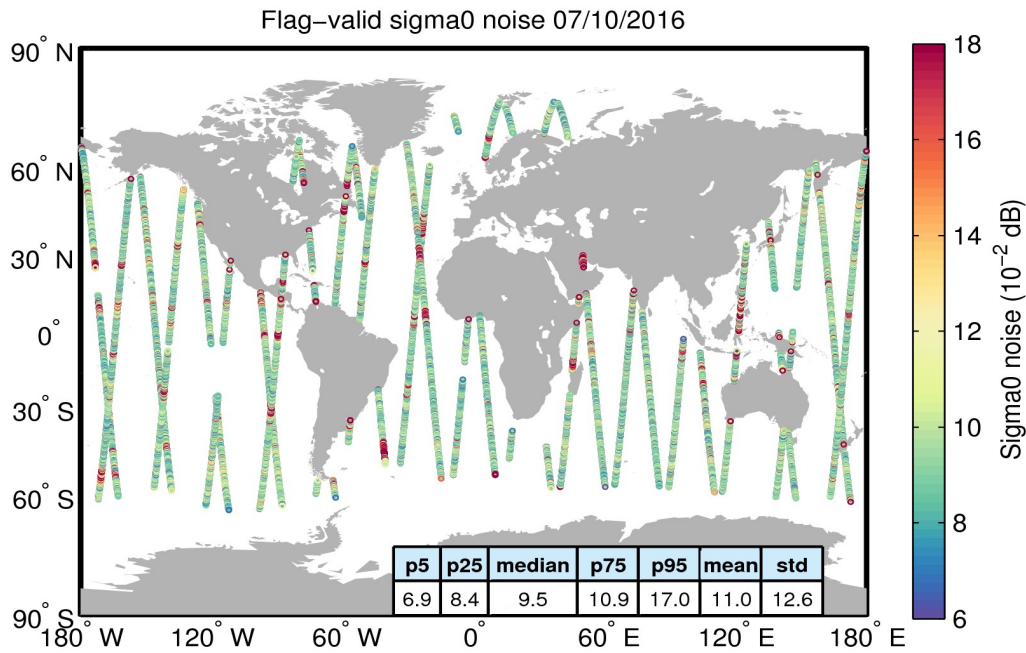 Flag−valid sigma0 noise 07/10/2016
90° N
60° N
30° N
0°
30° S
60° S
90° S
180° W
120° W
60° W
0°
60° E
120° E
180° E
p5 p25 median p75 p95 mean std
6.9 8.4 9.5 10.9 17.0 11.0 12.6
18
16
14
12
10
8
6
Sigma0 noise (10⁻² dB)